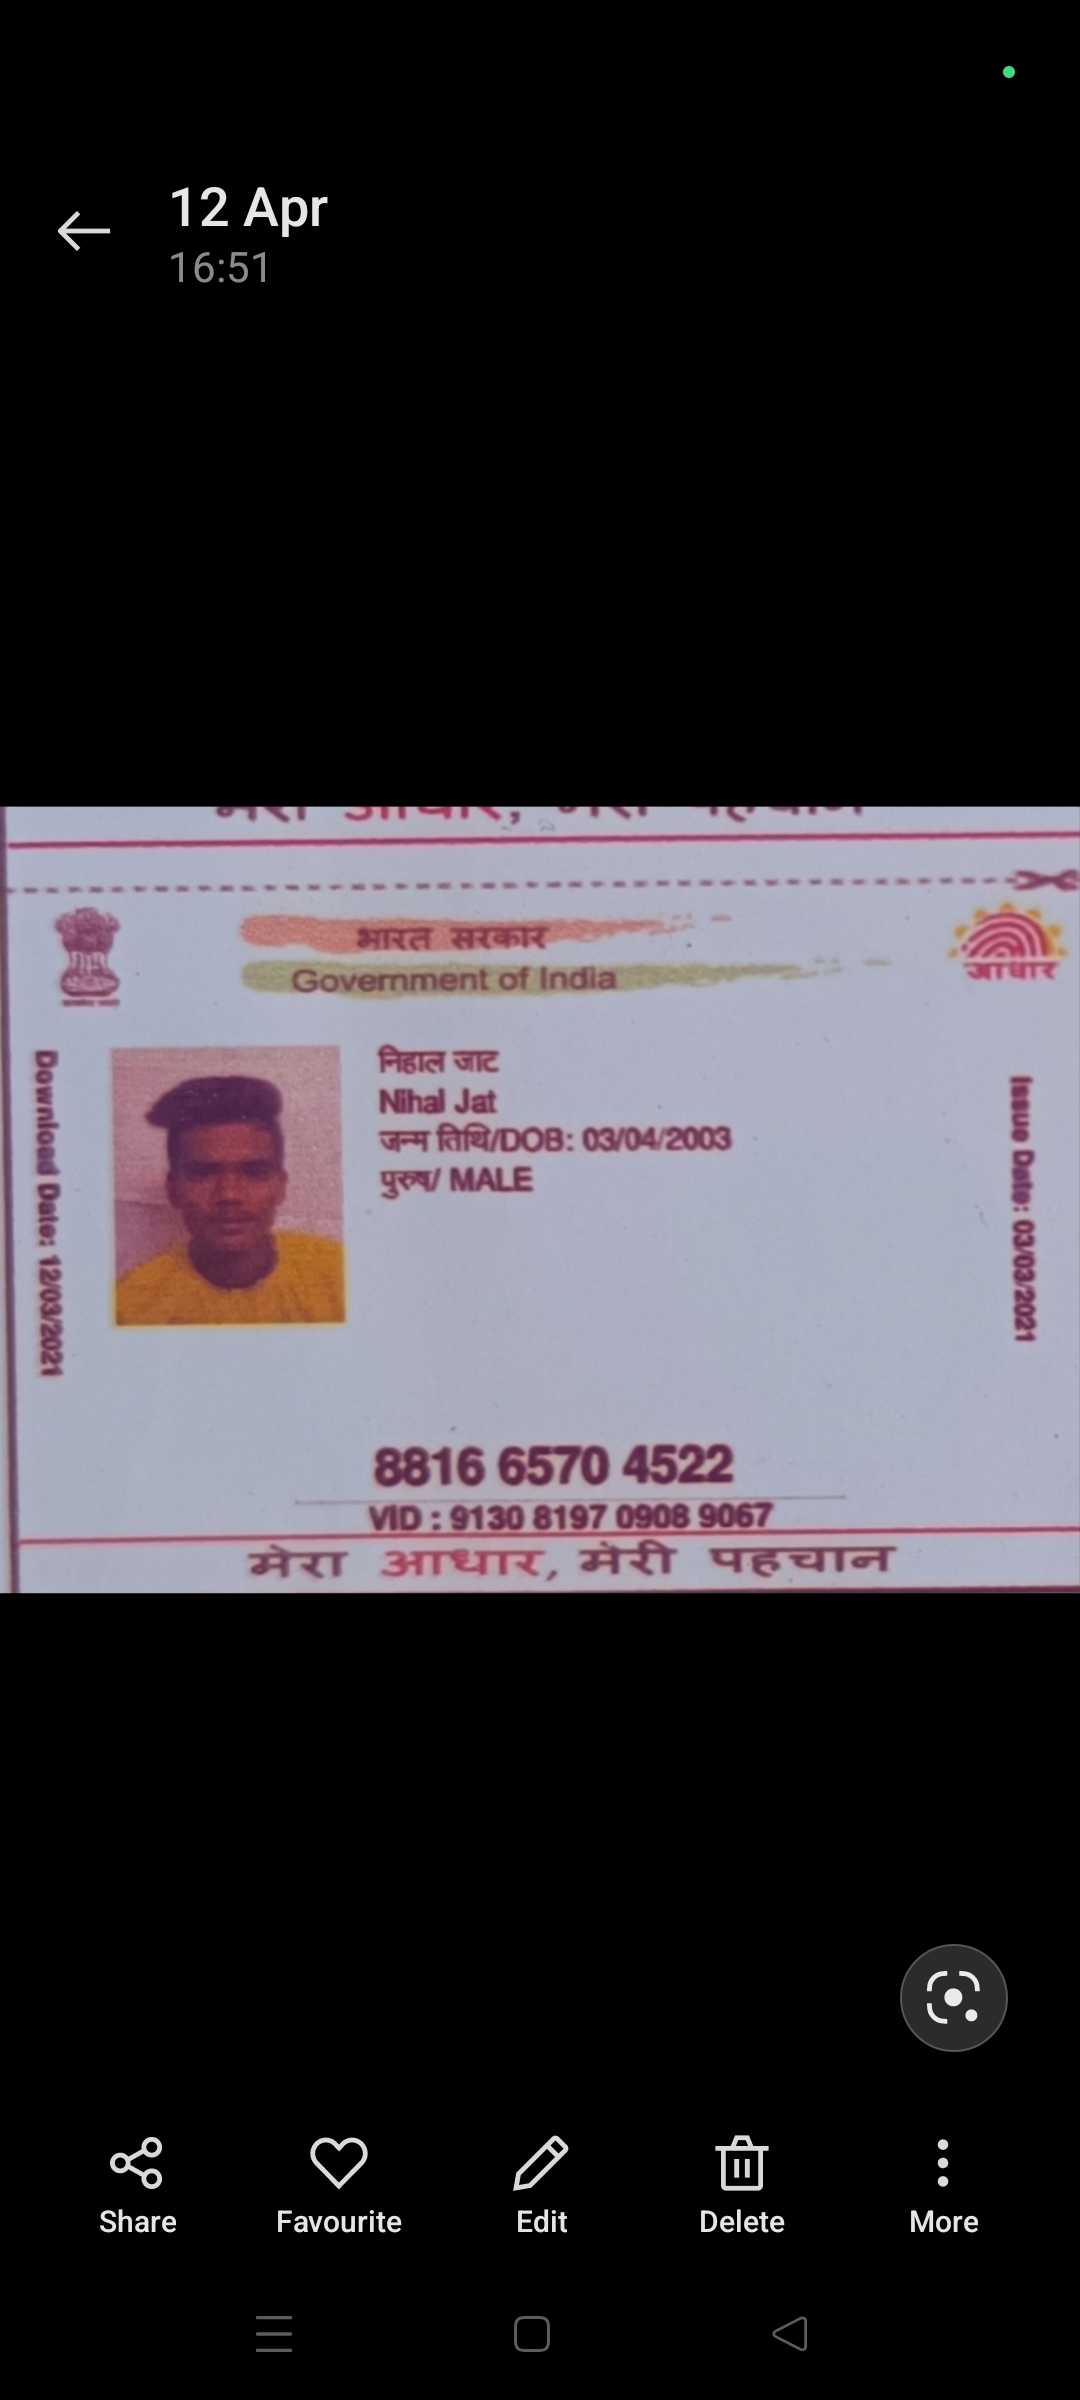 12 Apr
16:51
मेरा आधार, मेरी पहचान
भारत सरकार
Government of India
आधार
Download Date: 12/03/2021
निहाल जाट
Nihal Jat
जन्म तिथि/DOB: 03/04/2003
पुरुष/ MALE
Issue Date: 03/03/2021
8816 6570 4522
VID : 9130 8197 0908 9067
मेरा आधार, मेरी पहचान
Share
Favourite
Edit
Delete
More